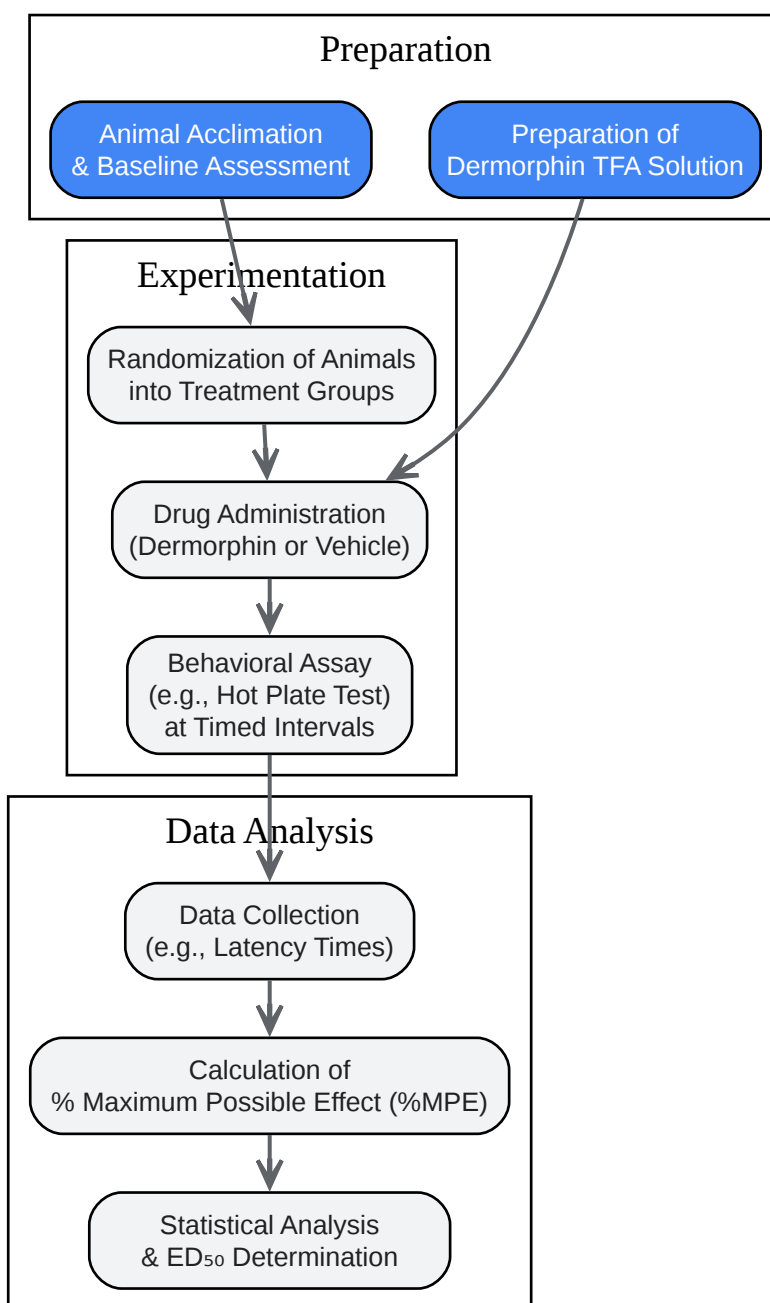 Preparation
Animal Acclimation
& Baseline Assessment
Preparation of
Dermorphin TFA Solution
Experimentation
Randomization of Animals
into Treatment Groups
Drug Administration
(Dermorphin or Vehicle)
Behavioral Assay
(e.g., Hot Plate Test)
at Timed Intervals
Data Analysis
Data Collection
(e.g., Latency Times)
Calculation of
% Maximum Possible Effect (%MPE)
Statistical Analysis
& ED₅₀ Determination